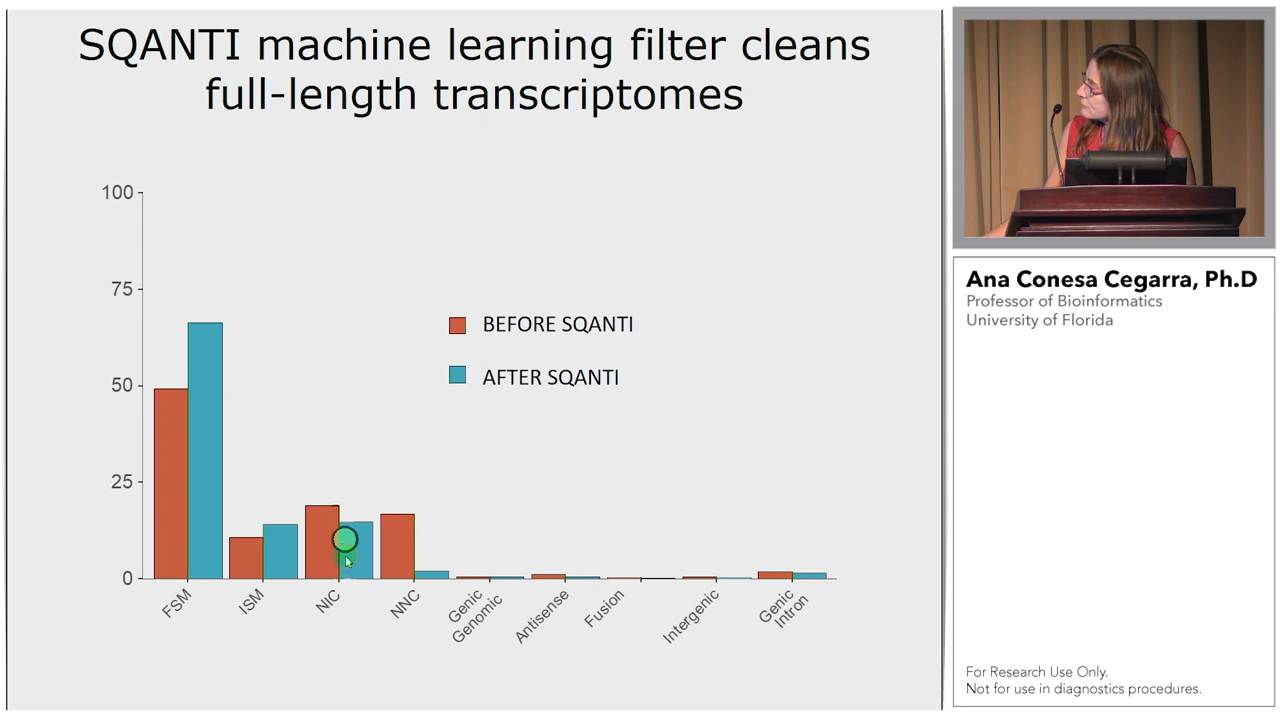 SQANTI machine learning filter cleans
full-length transcriptomes
100
75
50
25
0
BEFORE SQANTI
AFTER SQANTI
FSM
ISM
NIC
NNC
Genic
Genomic
Antisense
Fusion
Intergenic
Genic
Intron
Ana Conesa Cegarra, Ph.D
Professor of Bioinformatics
University of Florida
For Research Use Only.
Not for use in diagnostics procedures.